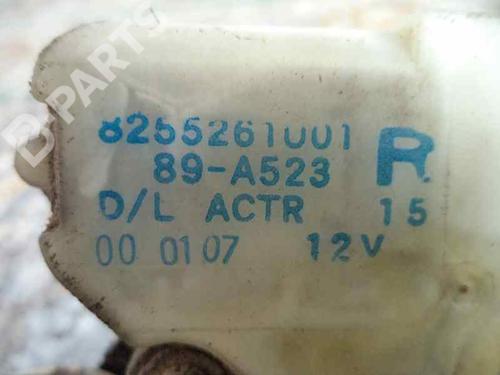 B-PARTS
8255261001
89-A523 R
D/L ACTR 15
00 0107 12V